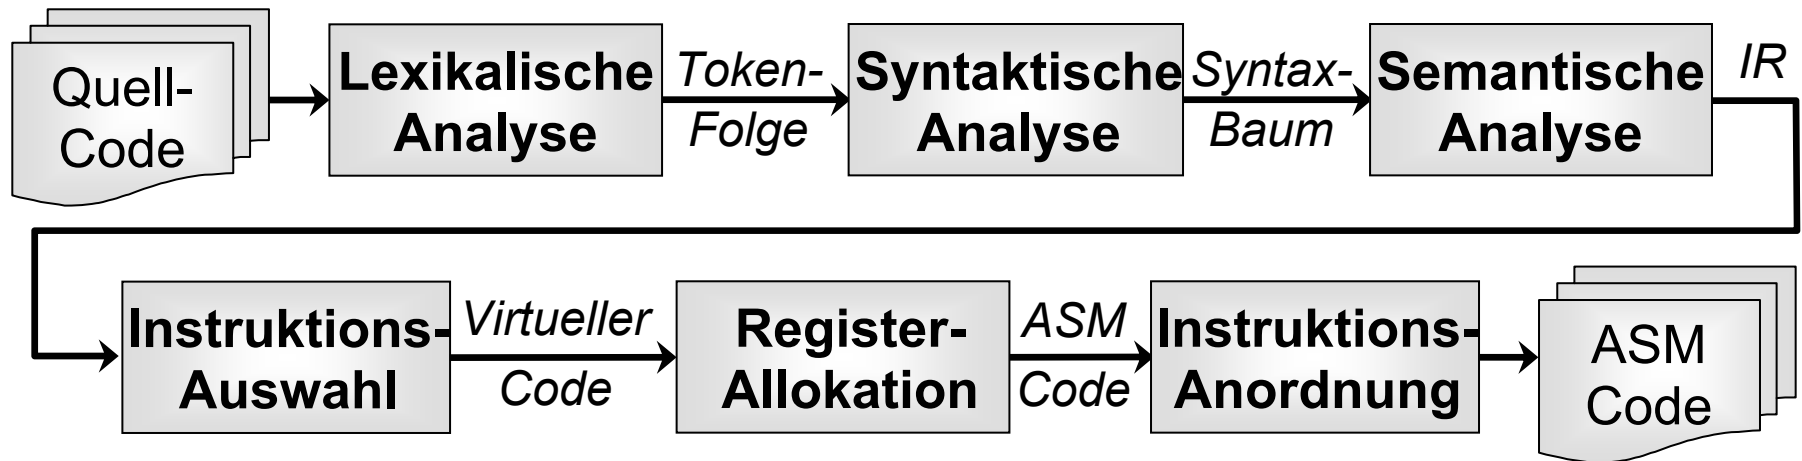 Quell-
Code
Lexikalische
Analyse
Token-
Folge
Syntaktische
Analyse
Syntax-
Baum
Semantische
Analyse
IR
Instruktions-
Auswahl
Virtueller
Code
Register-
Allokation
ASM
Code
Instruktions-
Anordnung
ASM
Code